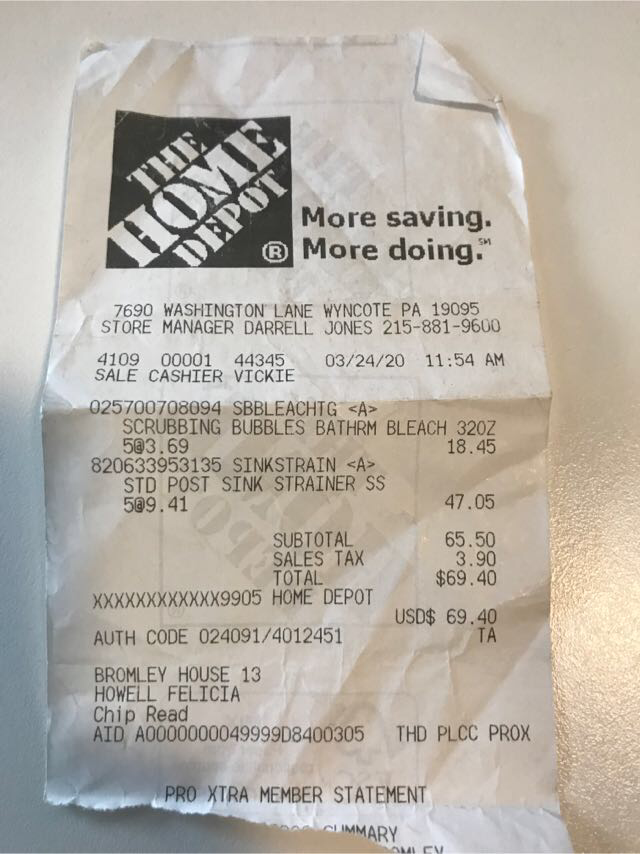 THE
HOME
DEPOT
®
More saving.
More doing.℠
7690 WASHINGTON LANE WYNCOTE PA 19095
STORE MANAGER DARRELL JONES 215-881-9600
4109 00001 44345 03/24/20 11:54 AM
SALE CASHIER VICKIE
025700708094 SBBLEACHTG <A>
SCRUBBING BUBBLES BATHRM BLEACH 32OZ
5@3.69 18.45
820633953135 SINKSTRAIN <A>
STD POST SINK STRAINER SS
5@9.41 47.05
SUBTOTAL 65.50
SALES TAX 3.90
TOTAL $69.40
XXXXXXXXXXXX9905 HOME DEPOT
USD$ 69.40
AUTH CODE 024091/4012451 TA
BROMLEY HOUSE 13
HOWELL FELICIA
Chip Read
AID A0000000049999D8400305 THD PLCC PROX
PRO XTRA MEMBER STATEMENT
SUMMARY